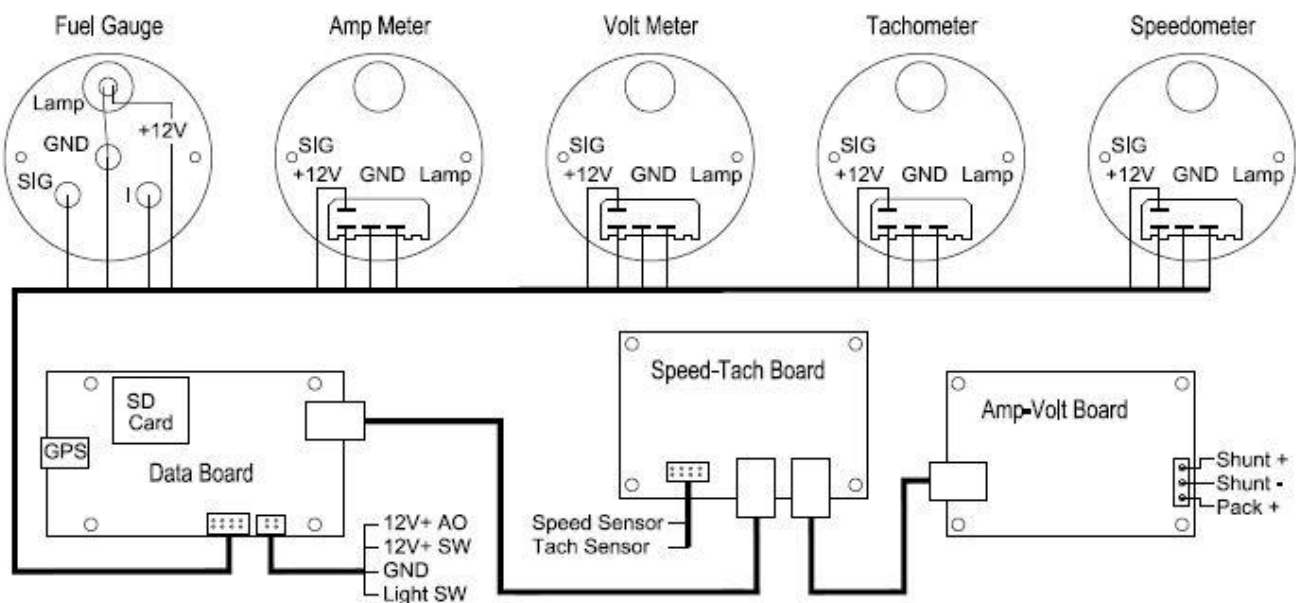 Fuel Gauge
Amp Meter
Volt Meter
Tachometer
Speedometer
Lamp
+12V
GND
SIG
I
SIG
+12V GND Lamp
SIG
+12V GND Lamp
SIG
+12V GND Lamp
SIG
+12V GND Lamp
SD
Card
GPS
Data Board
12V+ AO
12V+ SW
GND
Light SW
Speed-Tach Board
Speed Sensor
Tach Sensor
Amp-Volt Board
Shunt +
Shunt -
Pack +